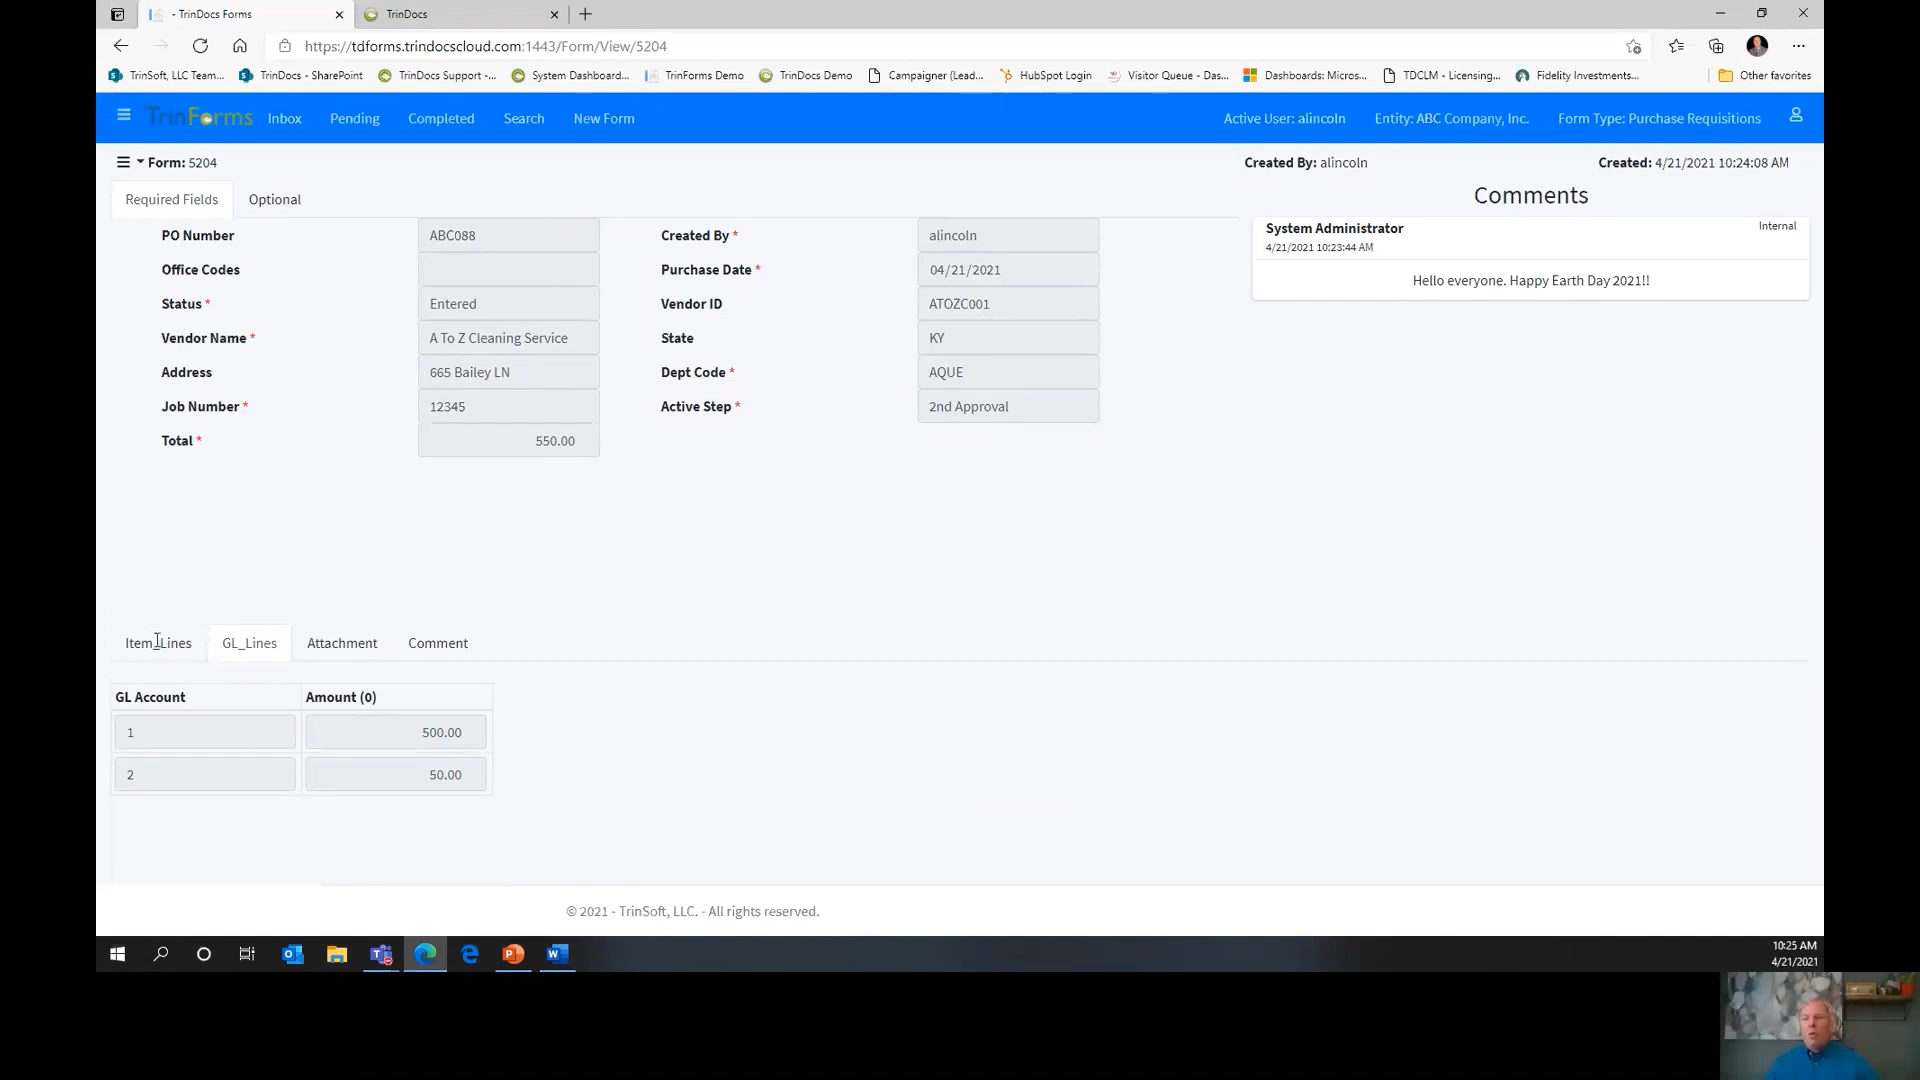 - TrinDocs Forms
TrinDocs
https://tdforms.trindocscloud.com:1443/Form/View/5204
TrinSoft, LLC Team...
TrinDocs - SharePoint
TrinDocs Support -...
System Dashboard...
TrinForms Demo
TrinDocs Demo
Campaigner (Lead...
HubSpot Login
Visitor Queue - Das...
Dashboards: Micros...
TDCLM - Licensing...
Fidelity Investments...
Other favorites
TrinForms
Inbox
Pending
Completed
Search
New Form
Active User: alincoln
Entity: ABC Company, Inc.
Form Type: Purchase Requisitions
Form: 5204
Created By: alincoln
Created: 4/21/2021 10:24:08 AM
Required Fields
Optional
PO Number ABC088
Created By * alincoln
Office Codes
Purchase Date * 04/21/2021
Status * Entered
Vendor ID ATOZC001
Vendor Name * A To Z Cleaning Service
State KY
Address 665 Bailey LN
Dept Code * AQUE
Job Number * 12345
Active Step * 2nd Approval
Total * 550.00
Comments
System Administrator
Internal
4/21/2021 10:23:44 AM
Hello everyone. Happy Earth Day 2021!!
Item_Lines
GL_Lines
Attachment
Comment
GL Account Amount (0)
1 500.00
2 50.00
© 2021 - TrinSoft, LLC. - All rights reserved.
10:25 AM
4/21/2021